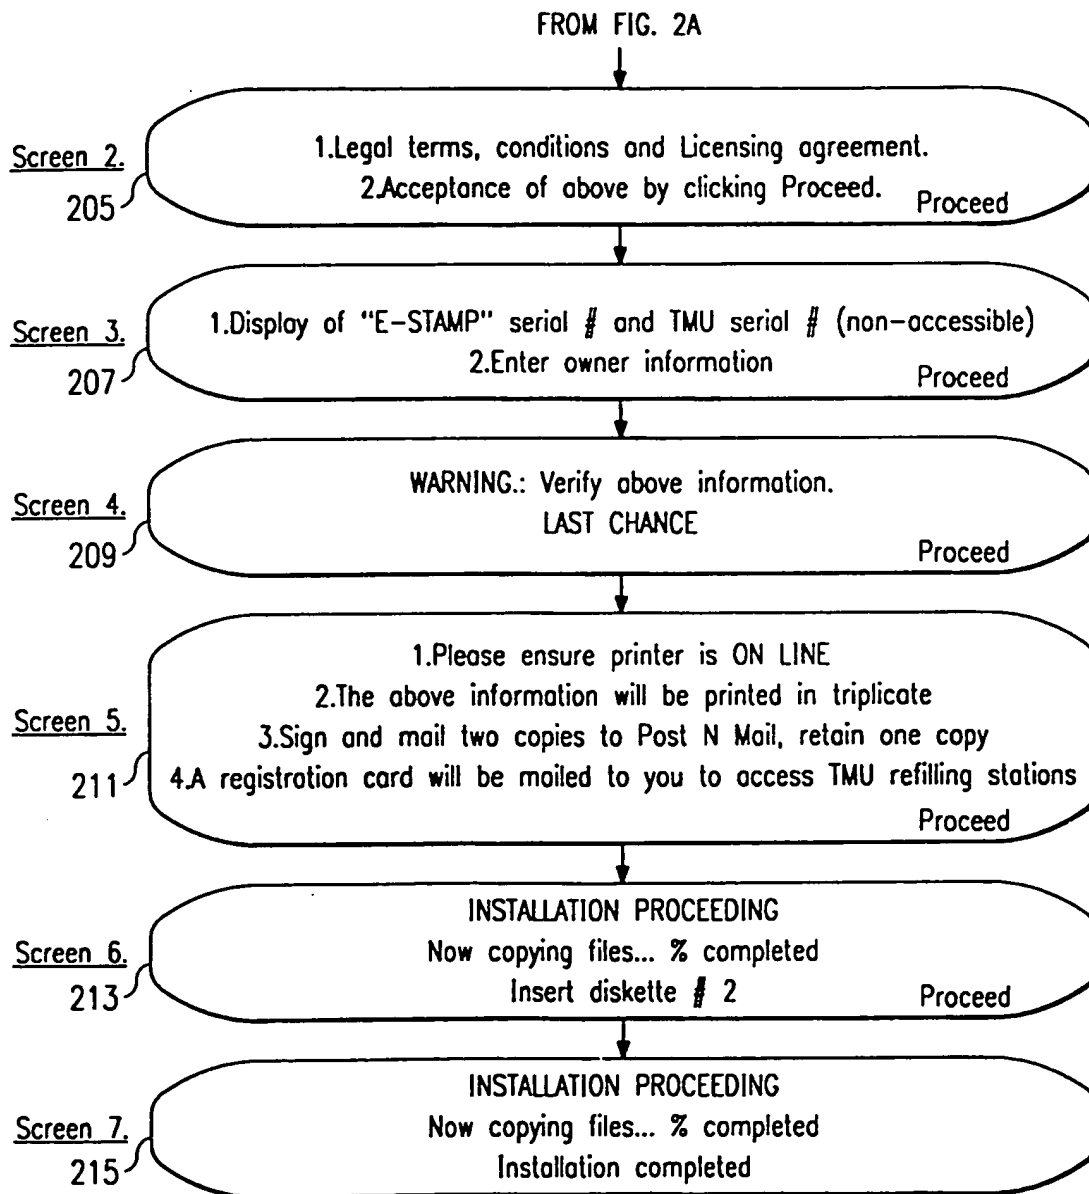 FROM FIG. 2A
Screen 2.
205
1.Legal terms, conditions and Licensing agreement.
2.Acceptance of above by clicking Proceed.
Proceed
Screen 3.
207
1.Display of "E-STAMP" serial # and TMU serial # (non-accessible)
2.Enter owner information
Proceed
Screen 4.
209
WARNING.: Verify above information.
LAST CHANCE
Proceed
Screen 5.
211
1.Please ensure printer is ON LINE
2.The above information will be printed in triplicate
3.Sign and mail two copies to Post N Mail, retain one copy
4.A registration card will be mailed to you to access TMU refilling stations
Proceed
Screen 6.
213
INSTALLATION PROCEEDING
Now copying files... % completed
Insert diskette # 2
Proceed
Screen 7.
215
INSTALLATION PROCEEDING
Now copying files... % completed
Installation completed